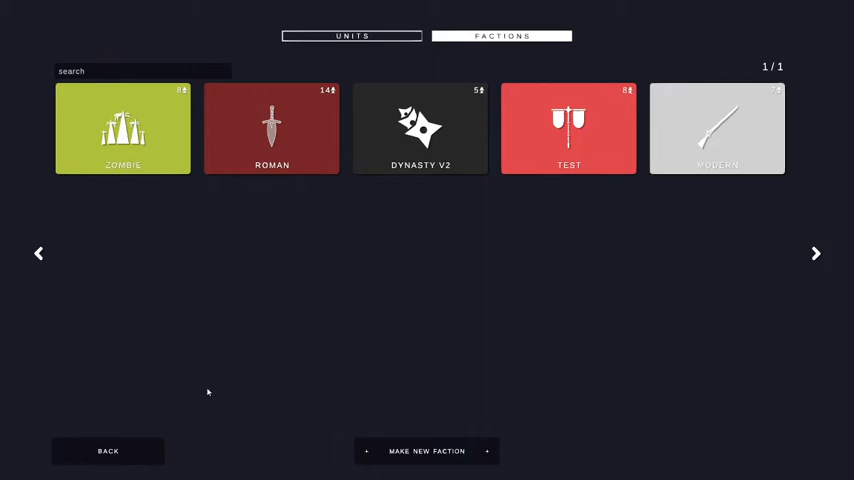 UNITS
FACTIONS
search
1 / 1
8
14
5
8
7
ZOMBIE
ROMAN
DYNASTY V2
TEST
MODERN
BACK
+ MAKE NEW FACTION +